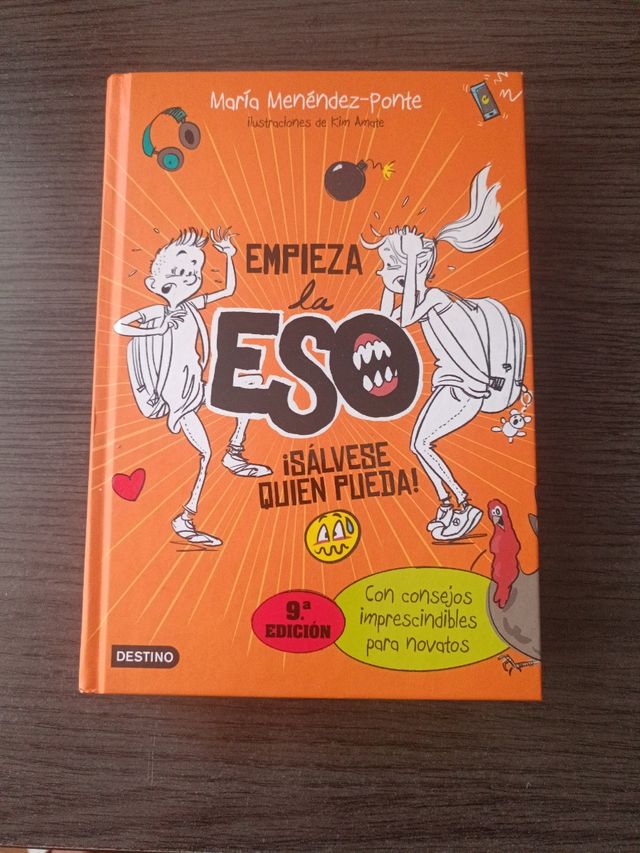 María Menéndez-Ponte
ilustraciones de Kim Amate
EMPIEZA
la
ESO
¡SÁLVESE
QUIEN PUEDA!
9.ª
EDICIÓN
Con consejos
imprescindibles
para novatos
DESTINO